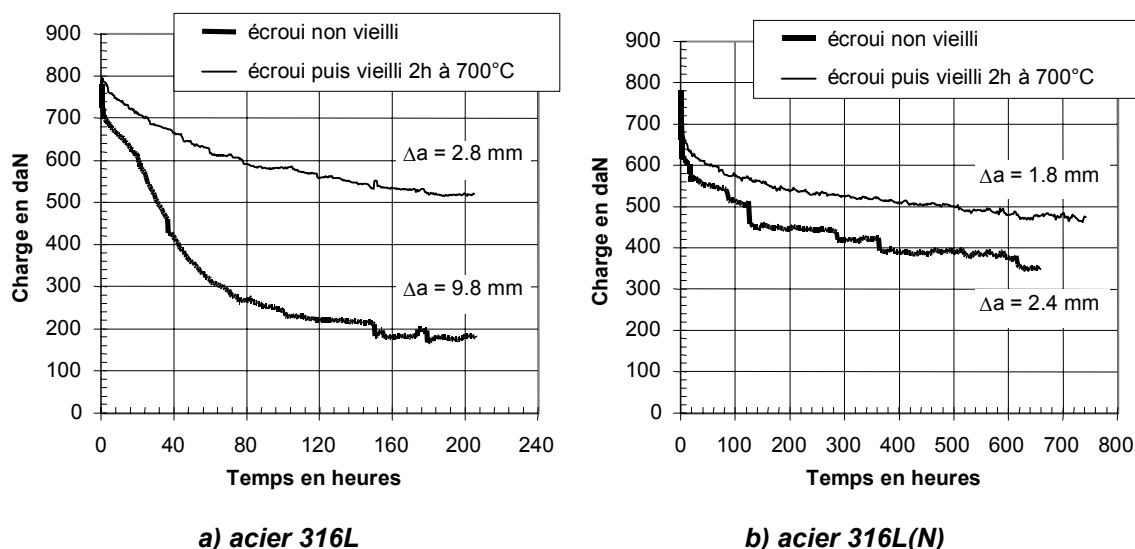 écroui non vieilli
écroui puis vieilli 2h à 700°C
900
800
700
600
500
400
300
200
100
0
Charge en daN
Δa = 2.8 mm
Δa = 9.8 mm
0 40 80 120 160 200 240
Temps en heures
a) acier 316L
écroui non vieilli
écroui puis vieilli 2h à 700°C
900
800
700
600
500
400
300
200
100
0
Charge en daN
Δa = 1.8 mm
Δa = 2.4 mm
0 100 200 300 400 500 600 700 800
Temps en heures
b) acier 316L(N)